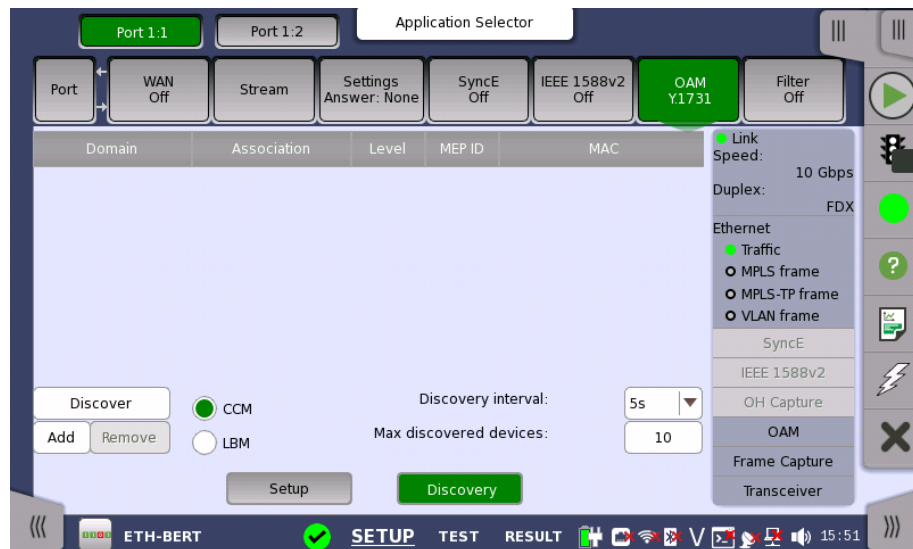 Application Selector
Port 1:1
Port 1:2
Port
WAN
Off
Stream
Settings
Answer: None
SyncE
Off
IEEE 1588v2
Off
OAM
Y.1731
Filter
Off
Domain
Association
Level
MEP ID
MAC
Link
Speed:
10 Gbps
Duplex:
FDX
Ethernet
Traffic
MPLS frame
MPLS-TP frame
VLAN frame
SyncE
IEEE 1588v2
OH Capture
OAM
Frame Capture
Transceiver
Discover
CCM
Discovery interval:
5s
Add
Remove
LBM
Max discovered devices:
10
Setup
Discovery
ETH-BERT
SETUP
TEST
RESULT
V
15:51